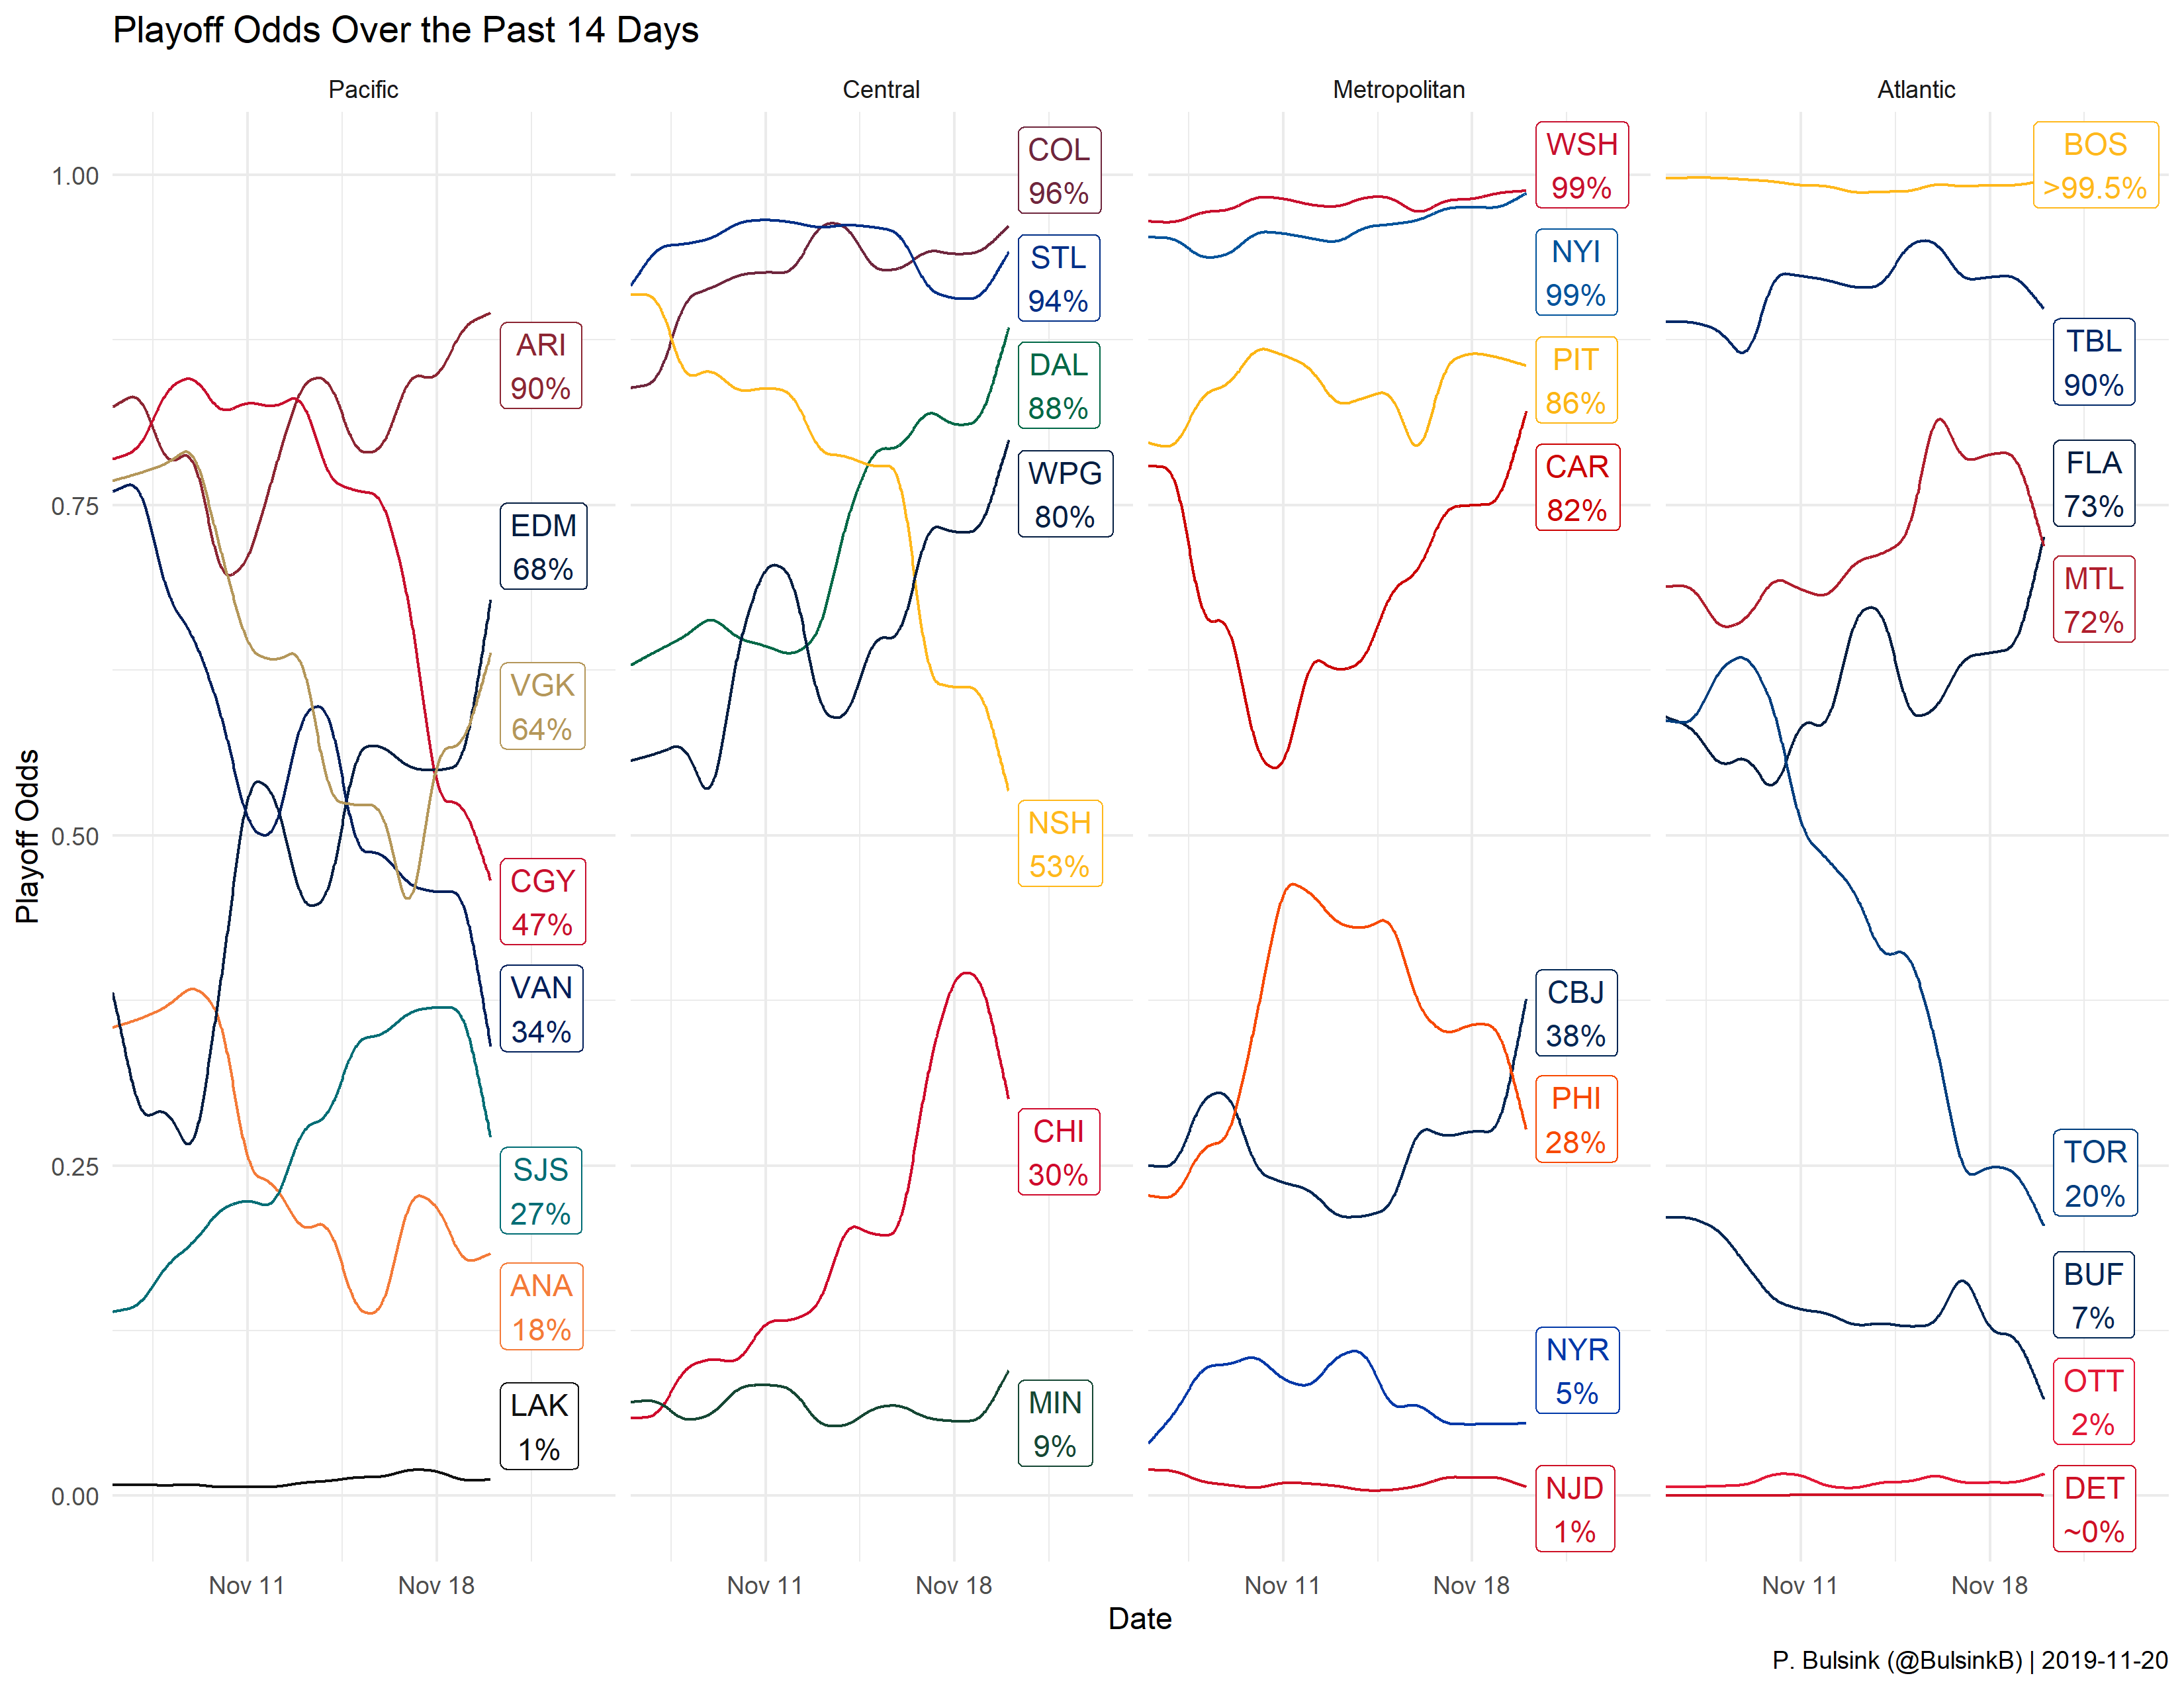 Playoff Odds Over the Past 14 Days
Pacific
Central
Metropolitan
Atlantic
Playoff Odds
1.00
0.75
0.50
0.25
0.00
ARI
90%
EDM
68%
VGK
64%
CGY
47%
VAN
34%
SJS
27%
ANA
18%
LAK
1%
COL
96%
STL
94%
DAL
88%
WPG
80%
NSH
53%
CHI
30%
MIN
9%
WSH
99%
NYI
99%
PIT
86%
CAR
82%
CBJ
38%
PHI
28%
NYR
5%
NJD
1%
BOS
>99.5%
TBL
90%
FLA
73%
MTL
72%
TOR
20%
BUF
7%
OTT
2%
DET
~0%
Nov 11
Nov 18
Nov 11
Nov 18
Nov 11
Nov 18
Nov 11
Nov 18
Date
P. Bulsink (@BulsinkB) | 2019-11-20